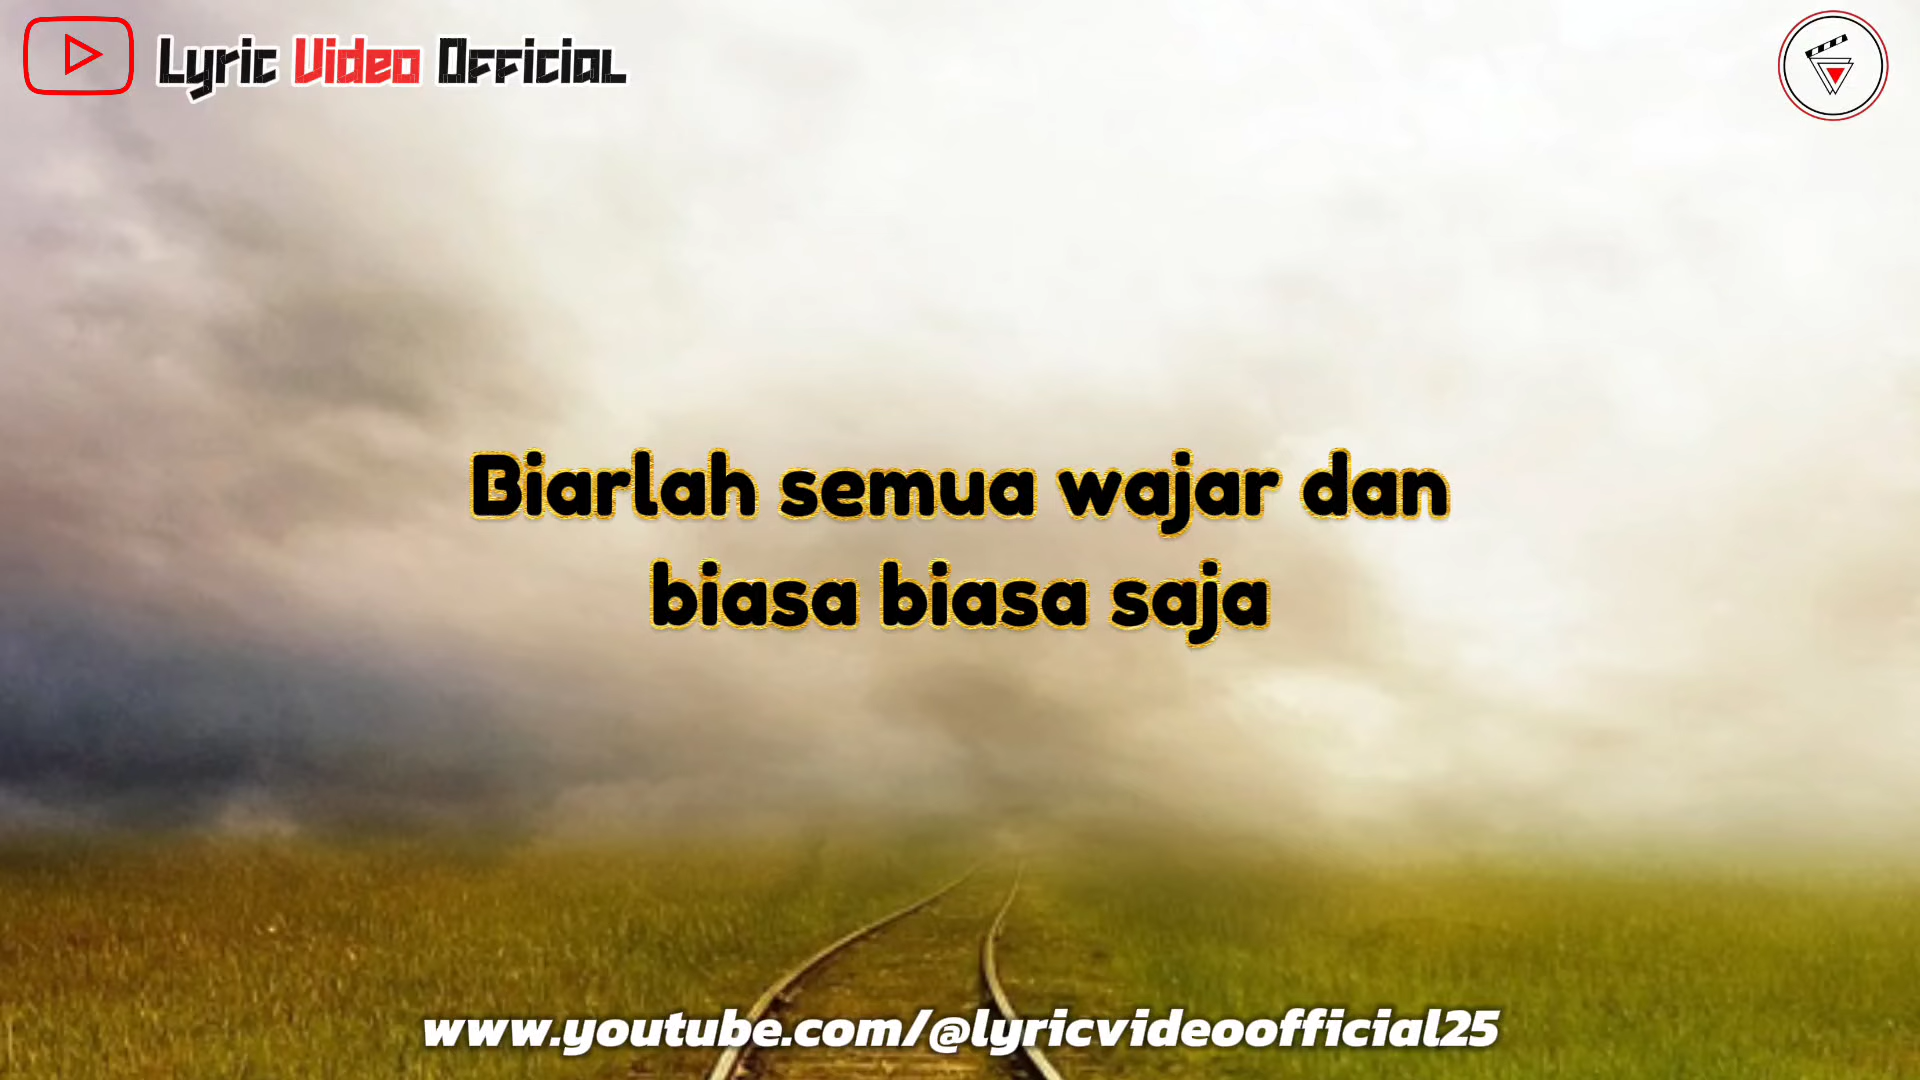 Lyric Video Official
Biarlah semua wajar dan
biasa biasa saja
www.youtube.com/@lyricvideoofficial25